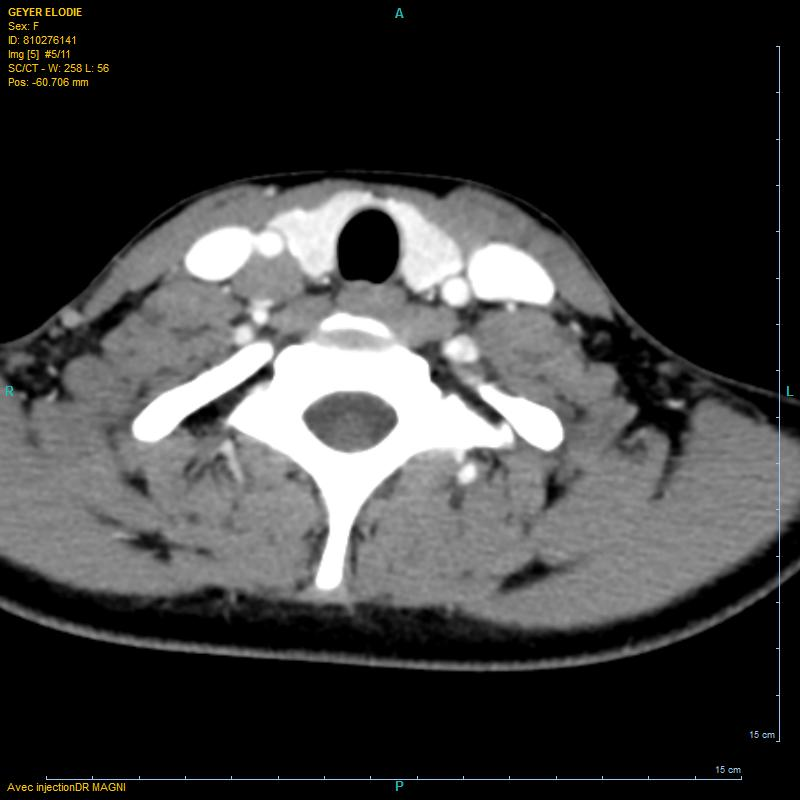 GEYER ELODIE
Sex: F
ID: 810276141
Img [5] #5/11
SC/CT - W: 258 L: 56
Pos: -60.706 mm
A
R
L
15 cm
15 cm
Avec injectionDR MAGNI
P